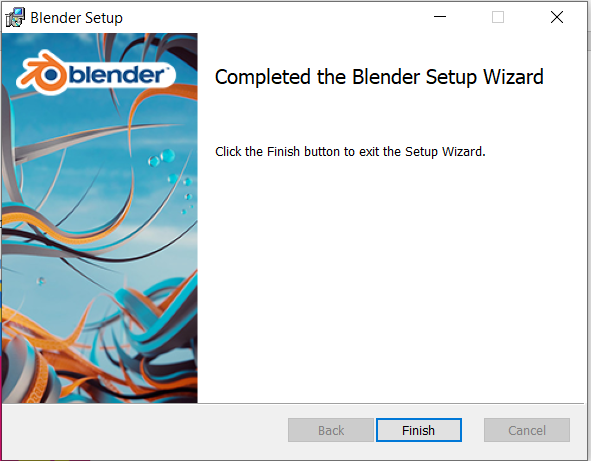 Blender Setup
blender™
Completed the Blender Setup Wizard
Click the Finish button to exit the Setup Wizard.
Back
Finish
Cancel